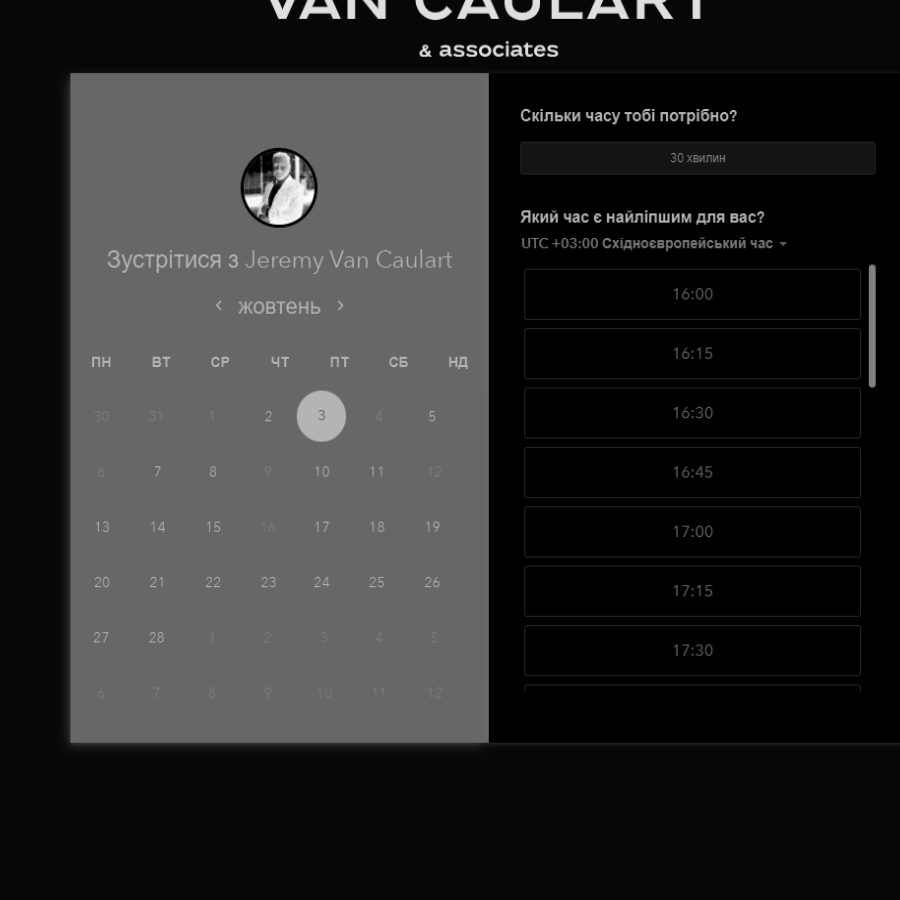 VAN CAULART
& associates
Зустрітися з Jeremy Van Caulart
жовтень
ПН ВТ СР ЧТ ПТ СБ НД
30 31 1 2 3 4 5
6 7 8 9 10 11 12
13 14 15 16 17 18 19
20 21 22 23 24 25 26
27 28 1 2 3 4 5
6 7 8 9 10 11 12
Скільки часу тобі потрібно?
30 хвилин
Який час є найліпшим для вас?
UTC +03:00 Східноєвропейський час
16:00
16:15
16:30
16:45
17:00
17:15
17:30